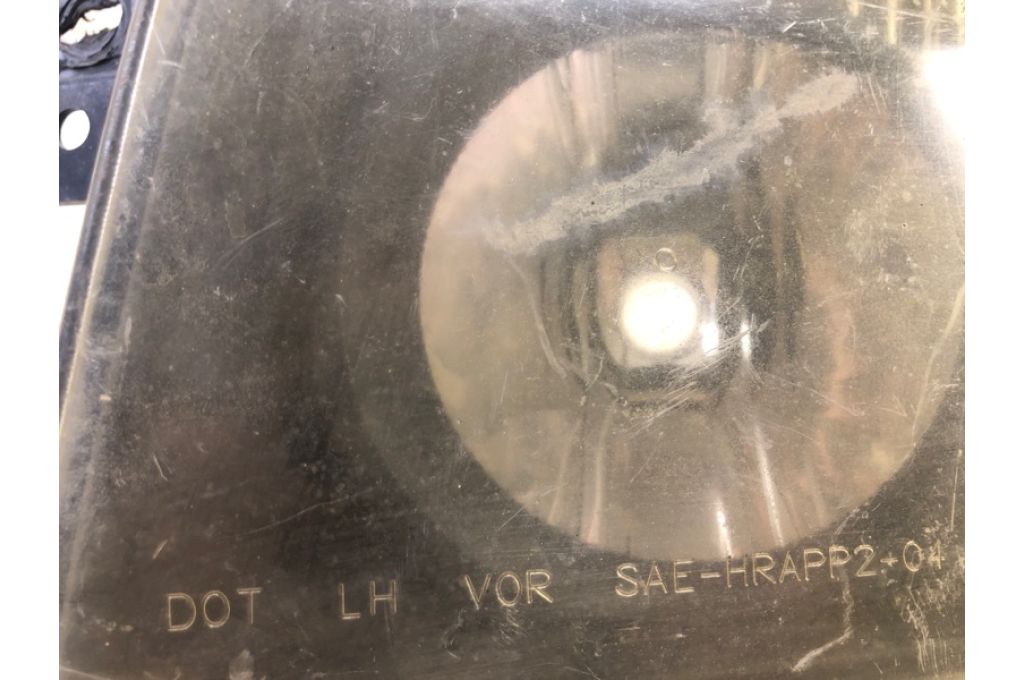 DOT LH VOR SAE-HRAPP2+04